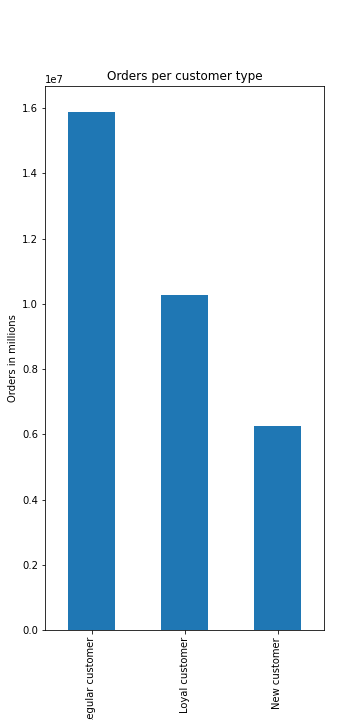 Orders per customer type
1e7
1.6
1.4
1.2
1.0
0.8
0.6
0.4
0.2
0.0
Orders in millions
egular customer
Loyal customer
New customer